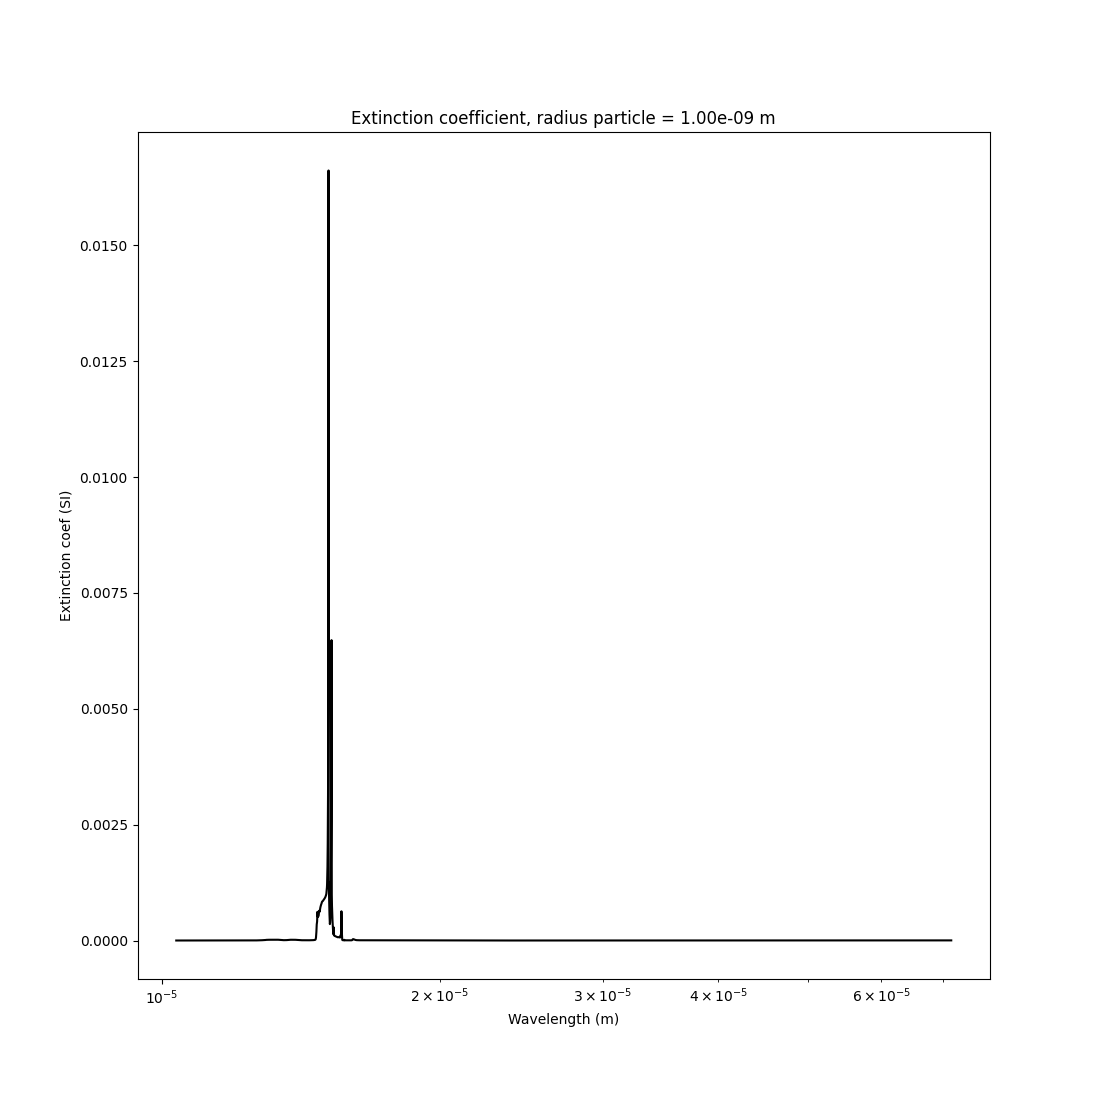 Extinction coefficient, radius particle = 1.00e-09 m
Extinction coef (SI)
0.0150
0.0125
0.0100
0.0075
0.0050
0.0025
0.0000
10⁻⁵ 2 × 10⁻⁵ 3 × 10⁻⁵ 4 × 10⁻⁵ 6 × 10⁻⁵
Wavelength (m)